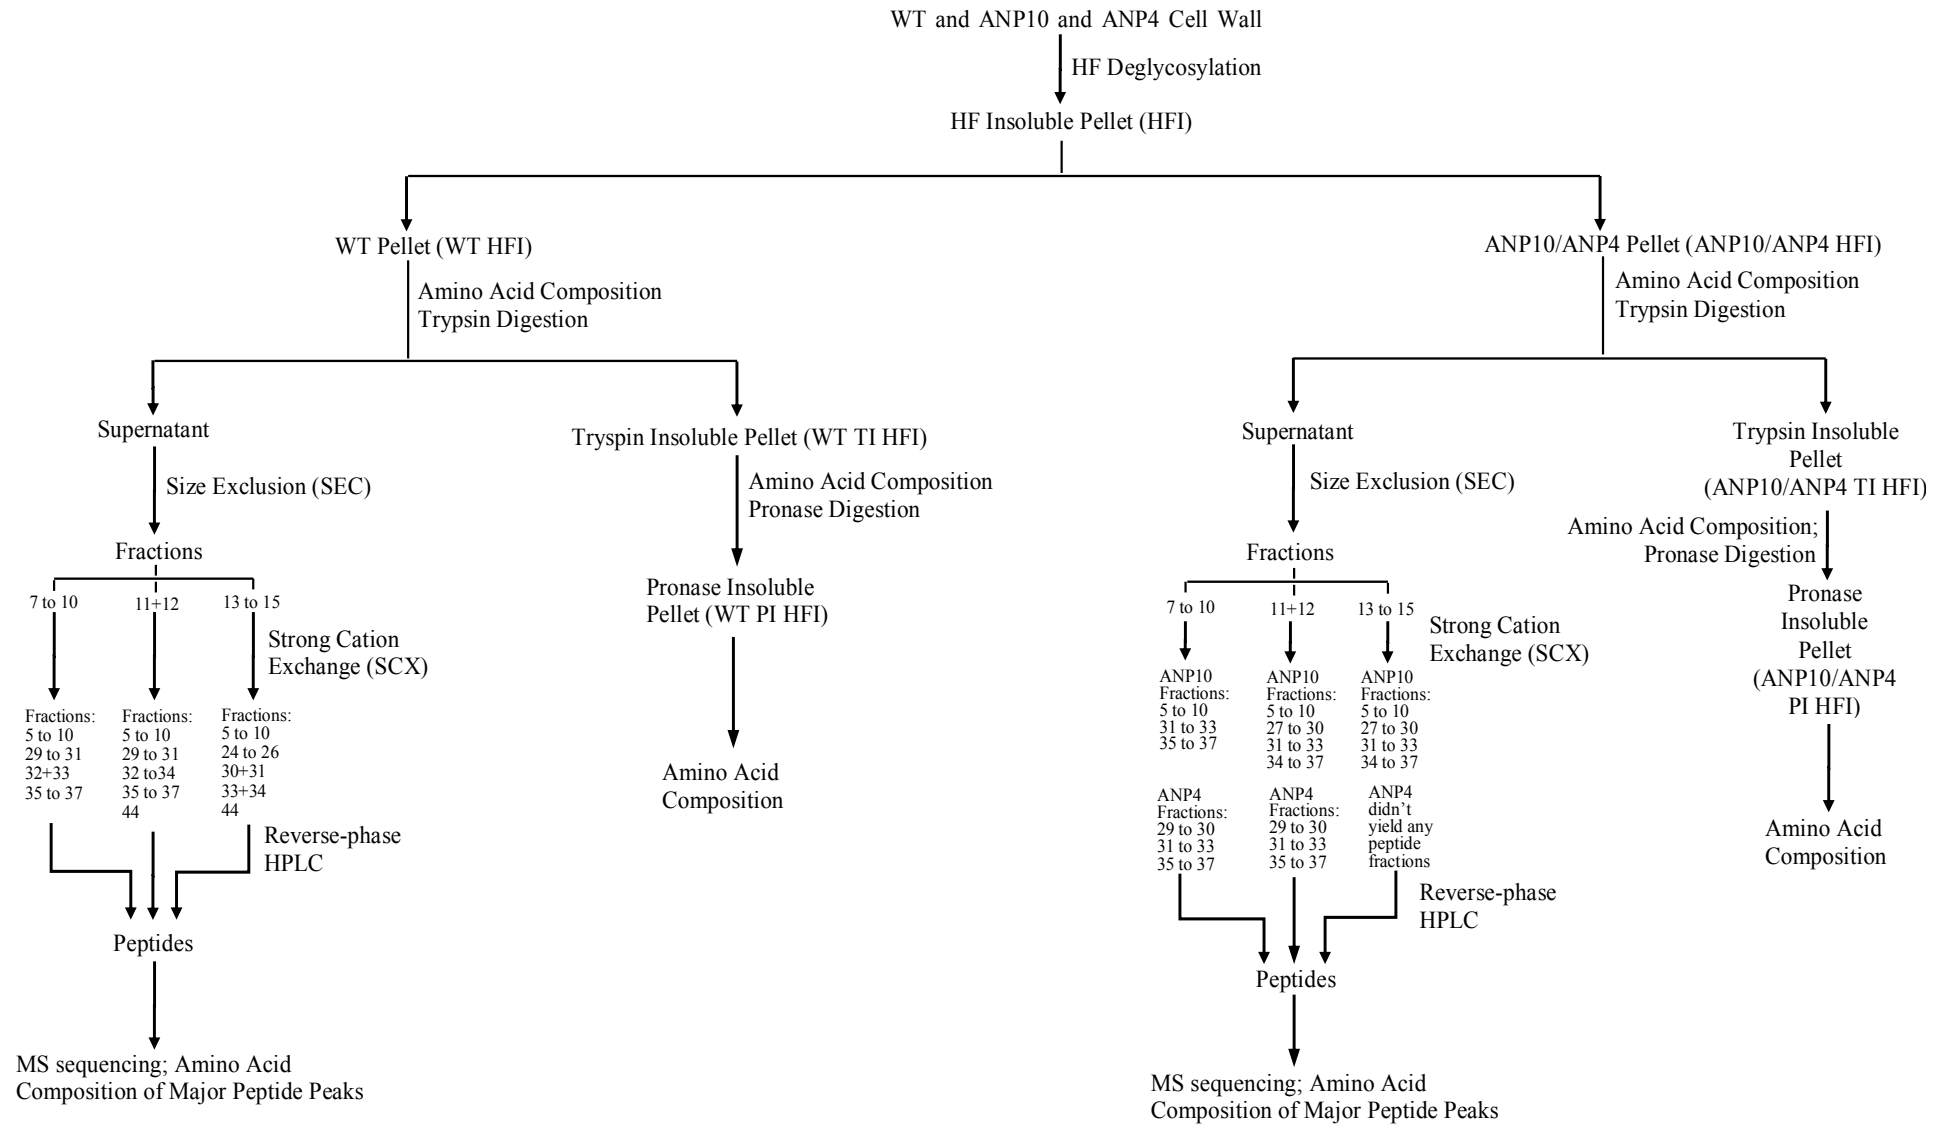 WT and ANP10 and ANP4 Cell Wall
HF Deglycosylation
HF Insoluble Pellet (HFI)
WT Pellet (WT HFI)
Amino Acid Composition
Trypsin Digestion
Supernatant
Size Exclusion (SEC)
Fractions
7 to 10
11+12
13 to 15
Strong Cation
Exchange (SCX)
Fractions:
5 to 10
29 to 31
32+33
35 to 37
Fractions:
5 to 10
29 to 31
32 to34
35 to 37
44
Fractions:
5 to 10
24 to 26
30+31
33+34
44
Reverse-phase
HPLC
Peptides
MS sequencing; Amino Acid
Composition of Major Peptide Peaks
Tryspin Insoluble Pellet (WT TI HFI)
Amino Acid Composition
Pronase Digestion
Pronase Insoluble
Pellet (WT PI HFI)
Amino Acid
Composition
ANP10/ANP4 Pellet (ANP10/ANP4 HFI)
Amino Acid Composition
Trypsin Digestion
Supernatant
Size Exclusion (SEC)
Fractions
7 to 10
11+12
13 to 15
Strong Cation
Exchange (SCX)
ANP10
Fractions:
5 to 10
31 to 33
35 to 37
ANP10
Fractions:
5 to 10
27 to 30
31 to 33
34 to 37
ANP10
Fractions:
5 to 10
27 to 30
31 to 33
34 to 37
ANP4
Fractions:
29 to 30
31 to 33
35 to 37
ANP4
Fractions:
29 to 30
31 to 33
35 to 37
ANP4
didn't
yield any
peptide
fractions
Reverse-phase
HPLC
Peptides
MS sequencing; Amino Acid
Composition of Major Peptide Peaks
Trypsin Insoluble
Pellet
(ANP10/ANP4 TI HFI)
Amino Acid Composition;
Pronase Digestion
Pronase
Insoluble
Pellet
(ANP10/ANP4
PI HFI)
Amino Acid
Composition